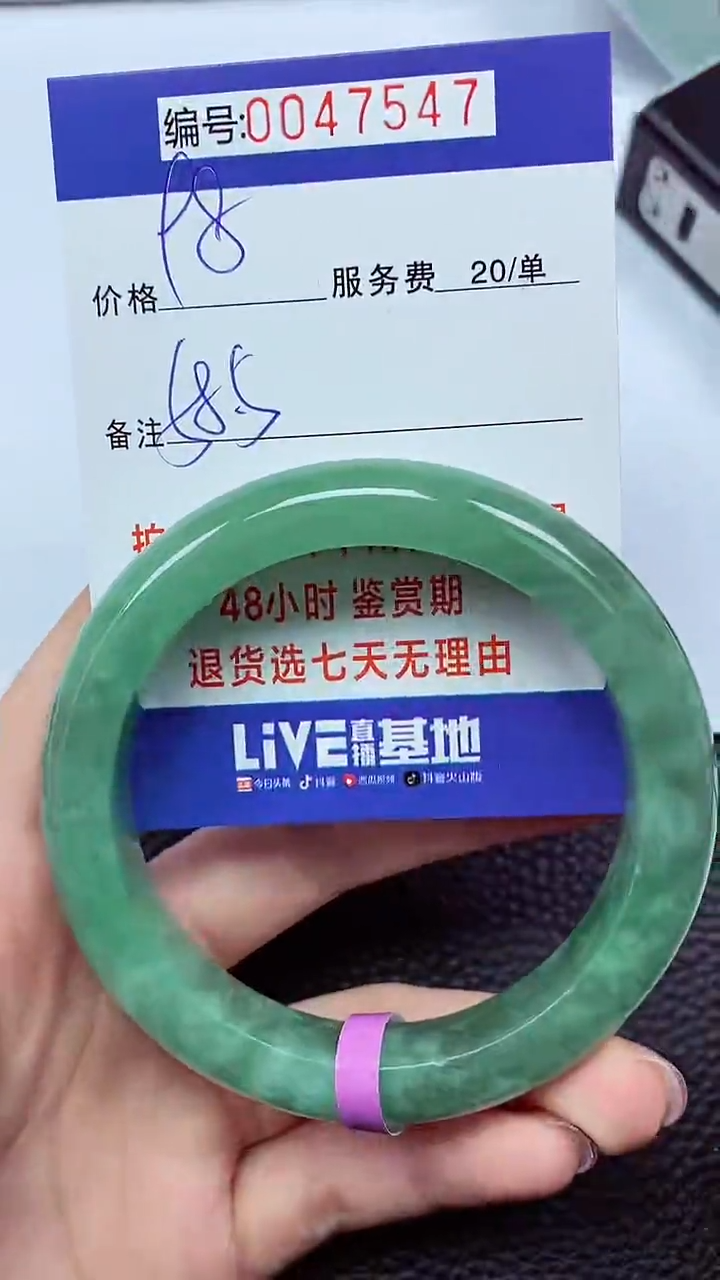 编号:0047547
价格 服务费 20/单
备注 58.5
48小时 鉴赏期
退货选七天无理由
LiVE直播基地
今日头条 抖音 西瓜视频 抖音火山版